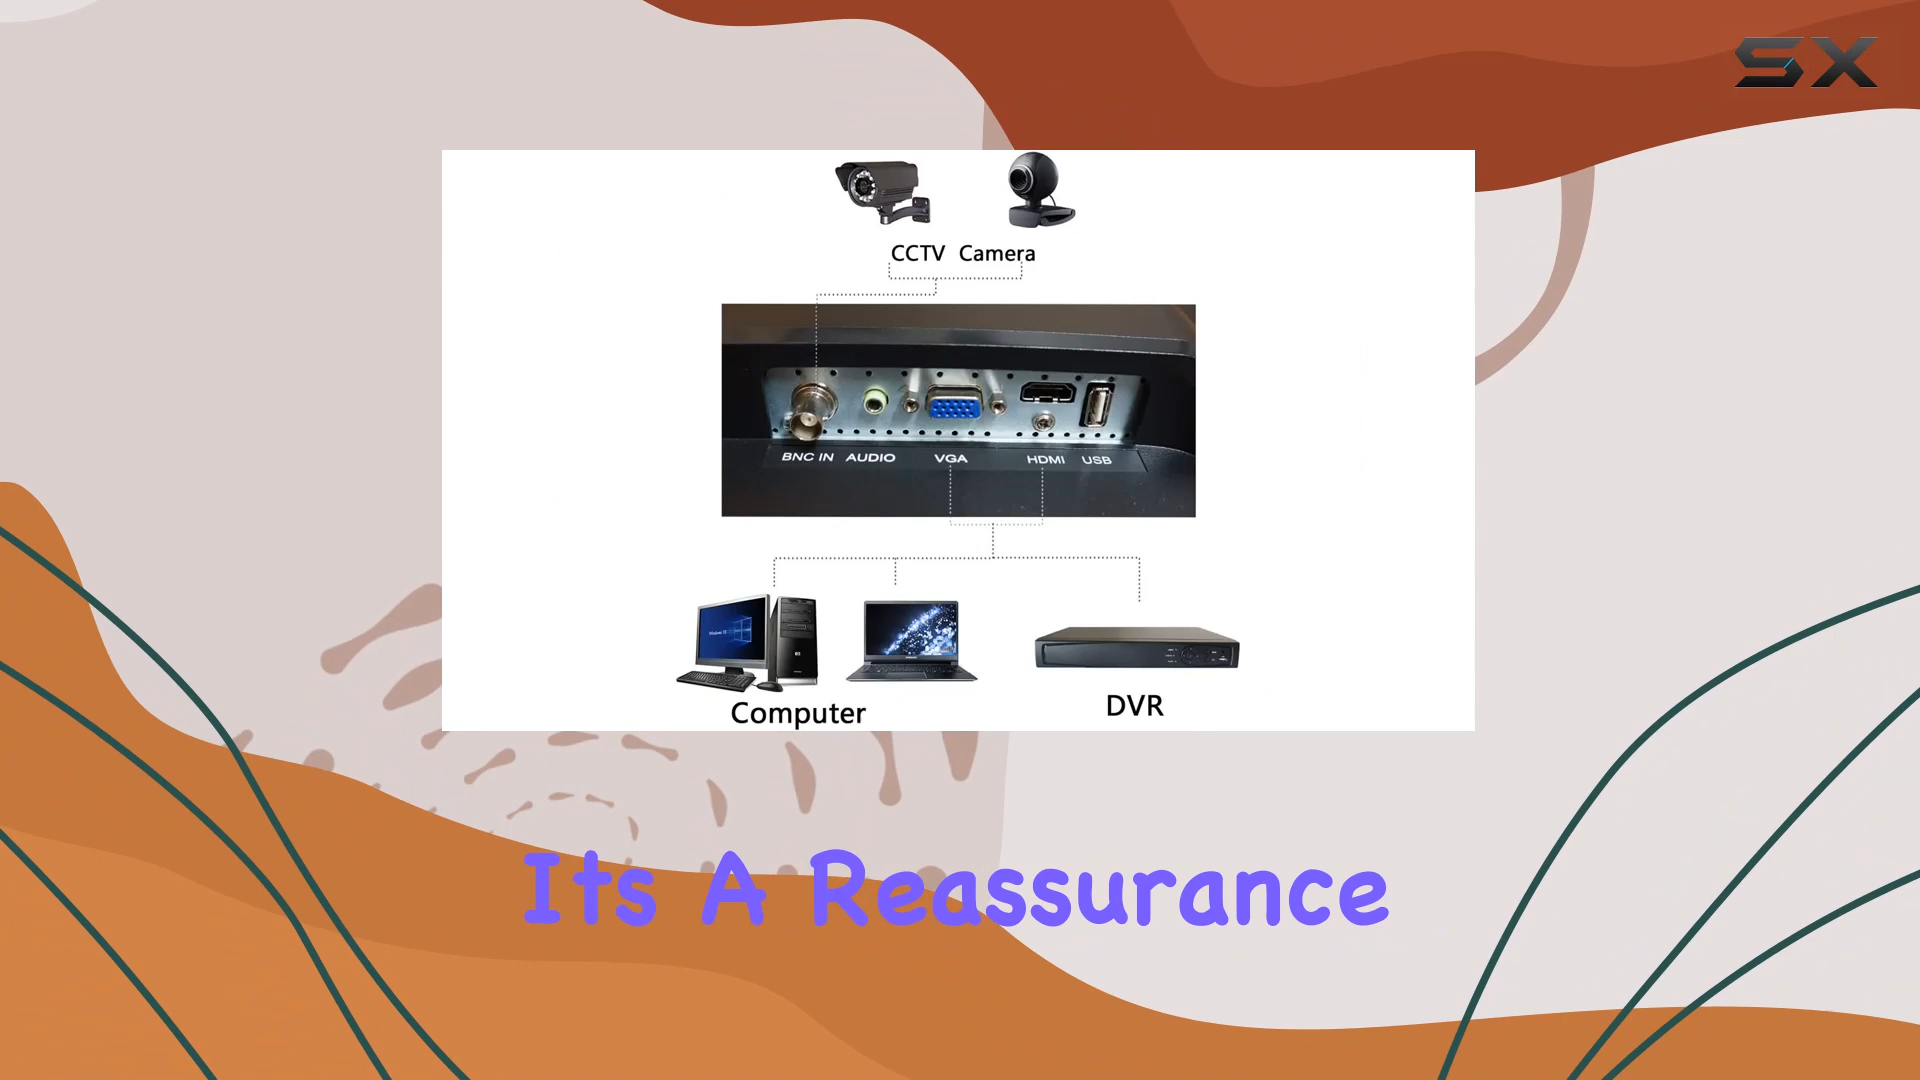 SX
CCTV Camera
BNC IN AUDIO VGA HDMI USB
Computer
DVR
Its A Reassurance